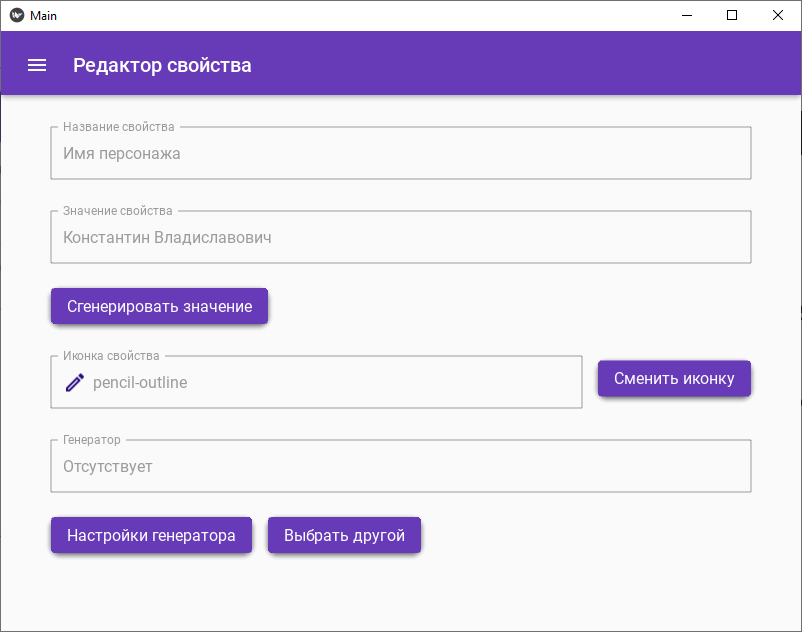 Main
Редактор свойства
Название свойства
Имя персонажа
Значение свойства
Константин Владиславович
Сгенерировать значение
Иконка свойства
pencil-outline
Сменить иконку
Генератор
Отсутствует
Настройки генератора
Выбрать другой